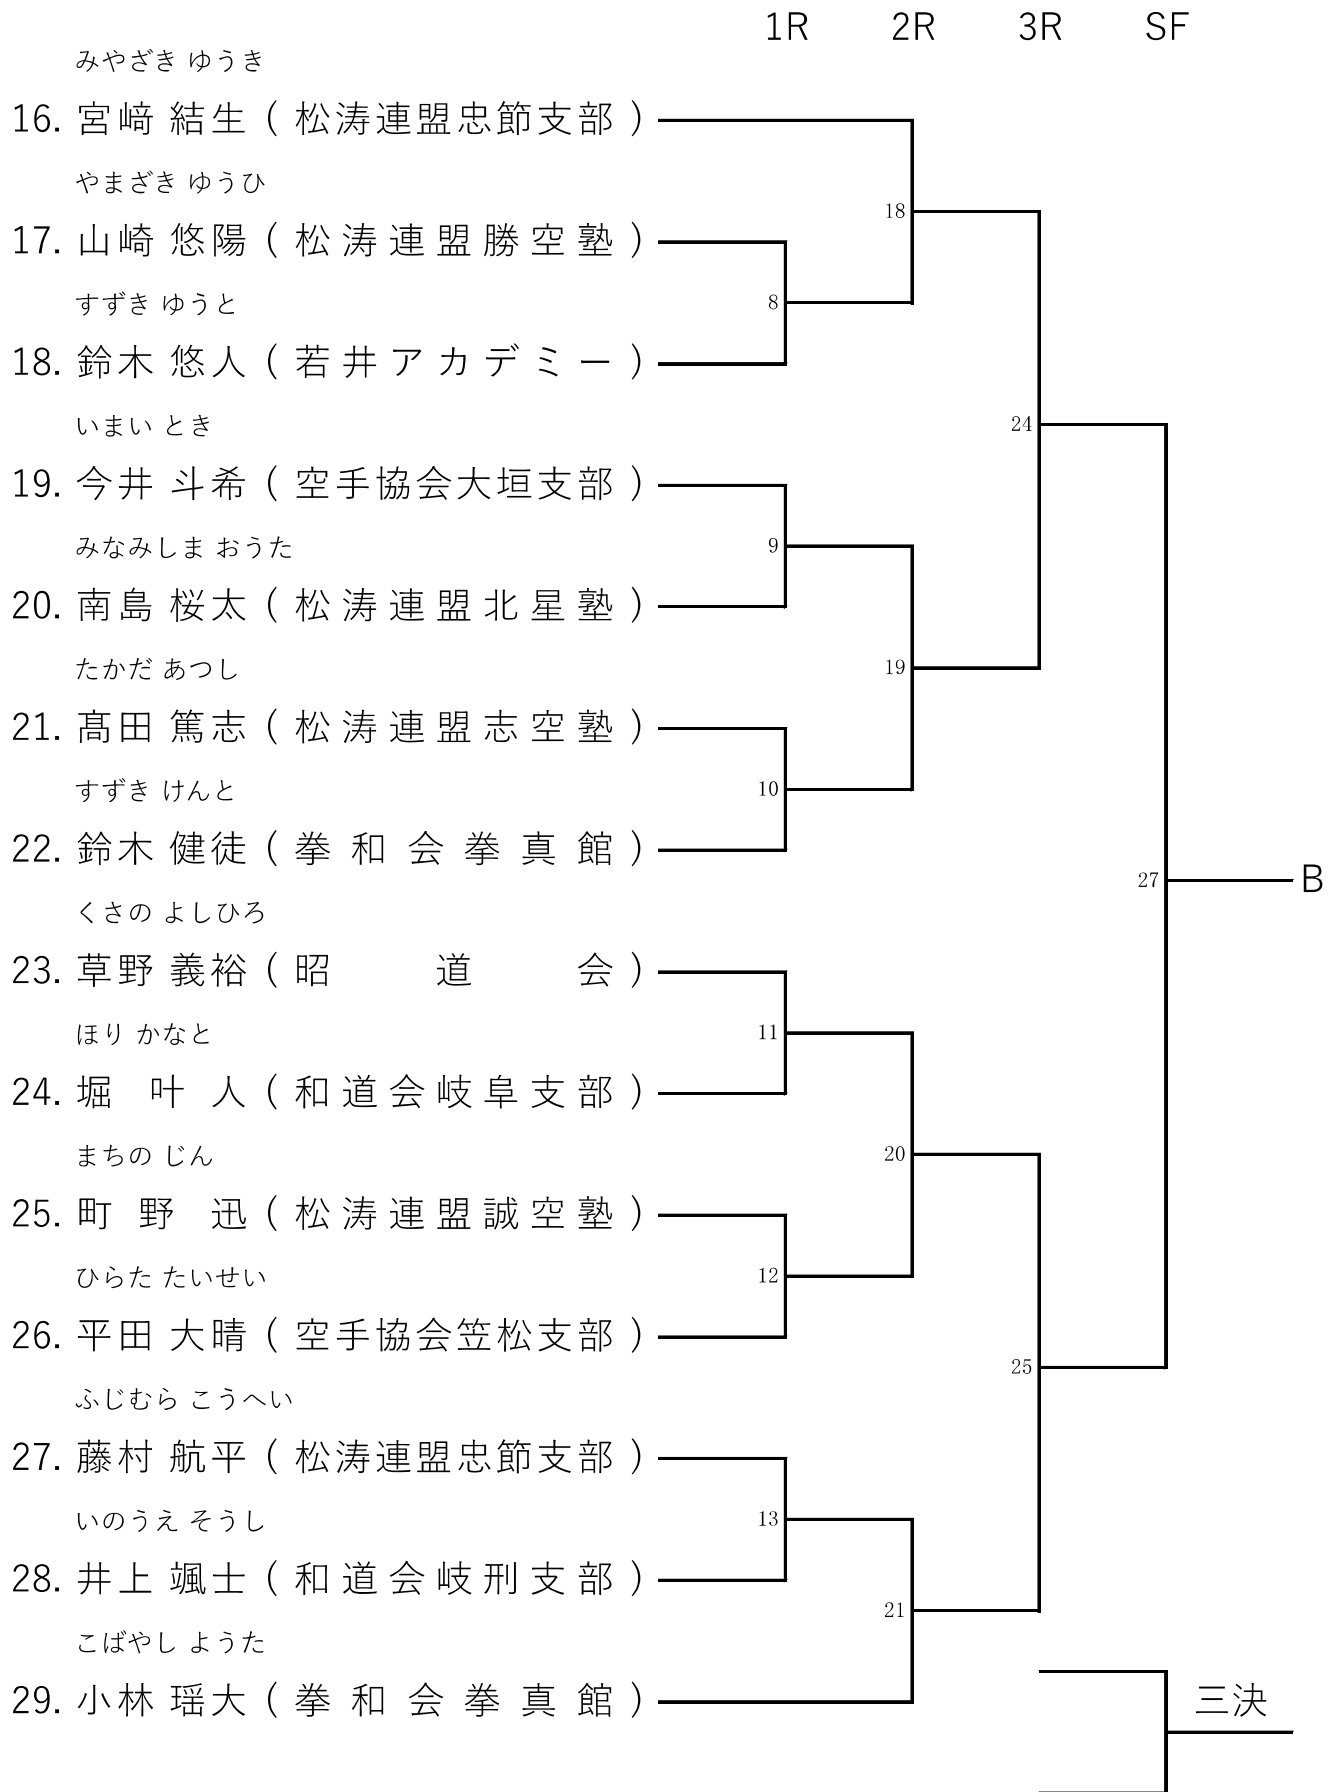 1R 2R 3R SF
みやざき ゆうき
16. 宮﨑 結生 ( 松涛連盟忠節支部 )
やまざき ゆうひ
18
17. 山崎 悠陽 ( 松涛連盟勝空塾 )
すずき ゆうと
8
18. 鈴木 悠人 ( 若井アカデミー )
いまい とき
24
19. 今井 斗希 ( 空手協会大垣支部 )
みなみしま おうた
9
20. 南島 桜太 ( 松涛連盟北星塾 )
たかだ あつし
19
21. 髙田 篤志 ( 松涛連盟志空塾 )
すずき けんと
10
22. 鈴木 健徒 ( 拳和会拳真館 )
27
B
くさの よしひろ
23. 草野 義裕 ( 昭道会 )
ほり かなと
11
24. 堀 叶人 ( 和道会岐阜支部 )
まちの じん
20
25. 町野 迅 ( 松涛連盟誠空塾 )
ひらた たいせい
12
26. 平田 大晴 ( 空手協会笠松支部 )
25
ふじむら こうへい
27. 藤村 航平 ( 松涛連盟忠節支部 )
いのうえ そうし
13
28. 井上 颯士 ( 和道会岐刑支部 )
21
こばやし ようた
29. 小林 瑶大 ( 拳和会拳真館 )
三決